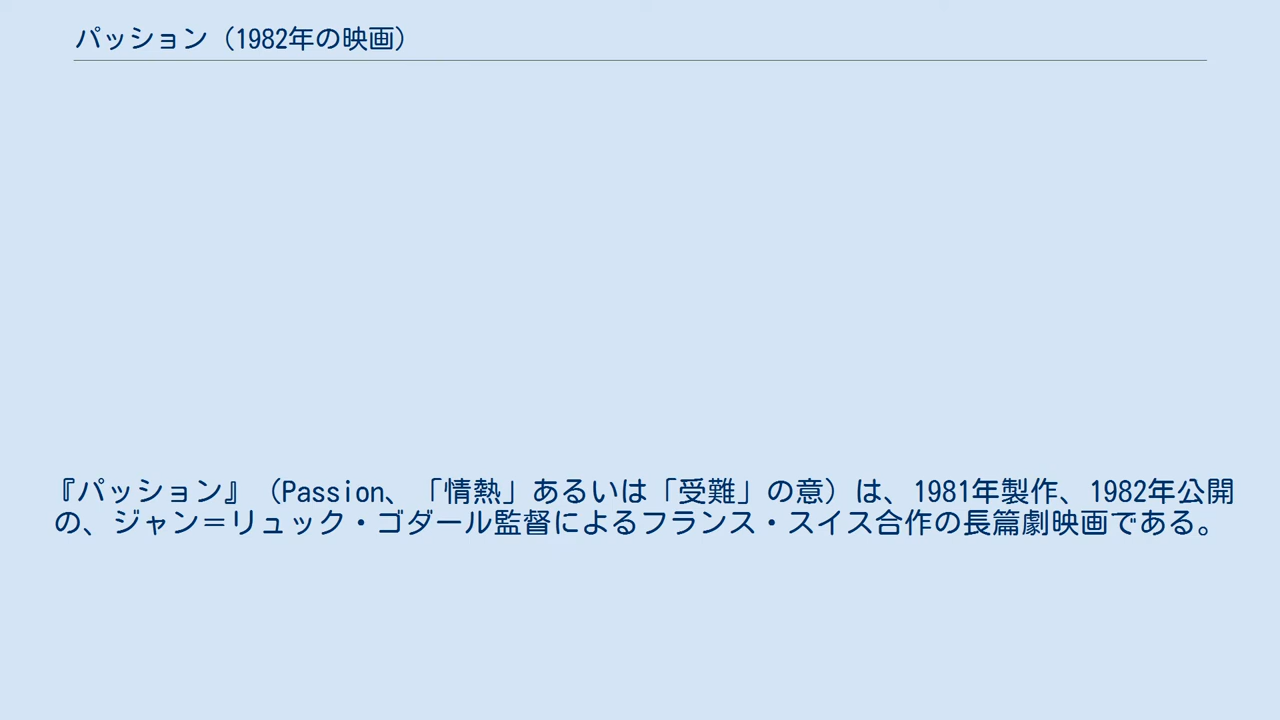 パッション（1982年の映画）
『パッション』（Passion、「情熱」あるいは「受難」の意）は、1981年製作、1982年公開
の、ジャン＝リュック・ゴダール監督によるフランス・スイス合作の長篇劇映画である。